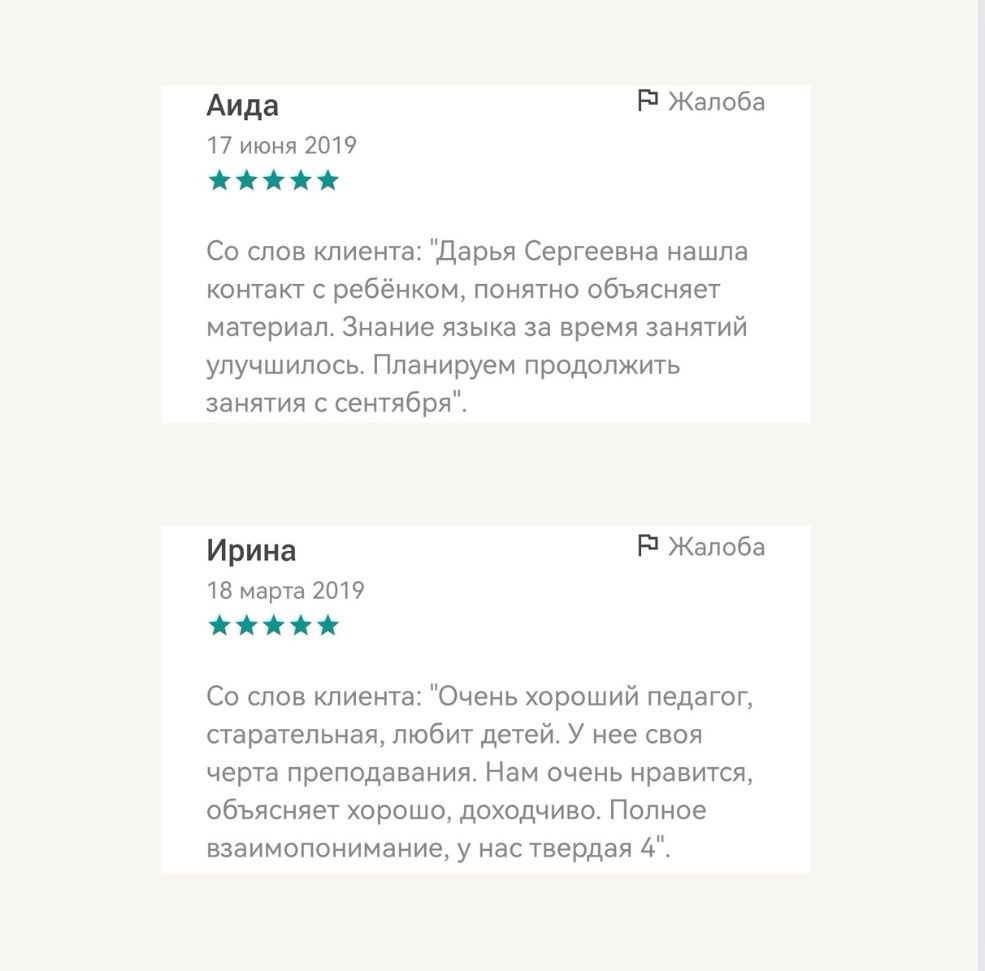 Аида
Жалоба
17 июня 2019
Со слов клиента: "Дарья Сергеевна нашла
контакт с ребёнком, понятно объясняет
материал. Знание языка за время занятий
улучшилось. Планируем продолжить
занятия с сентября".
Ирина
Жалоба
18 марта 2019
Со слов клиента: "Очень хороший педагог,
старательная, любит детей. У нее своя
черта преподавания. Нам очень нравится,
объясняет хорошо, доходчиво. Полное
взаимопонимание, у нас твердая 4".